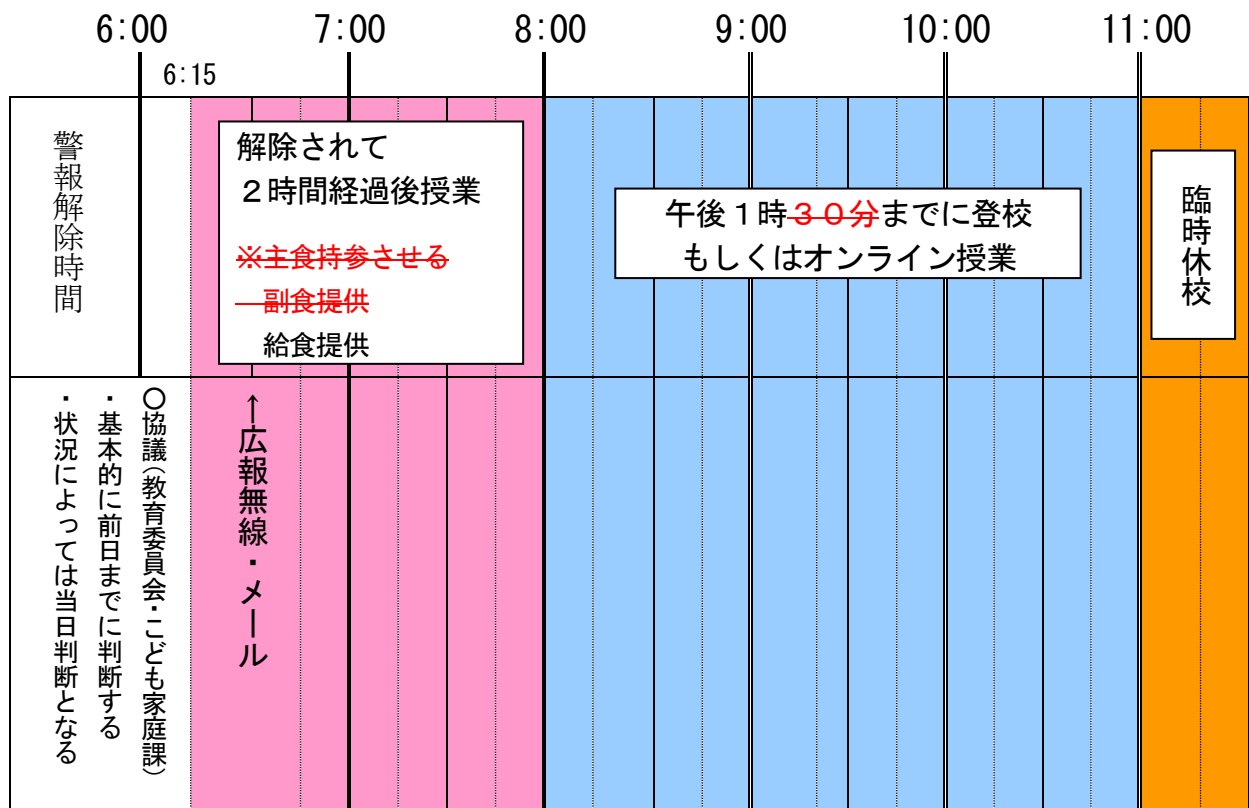 6:00
7:00
8:00
9:00
10:00
11:00
6:15
警報解除時間
解除されて
２時間経過後授業
※主食持参させる
副食提供
給食提供
午後１時３０分までに登校
もしくはオンライン授業
臨時休校
〇協議（教育委員会・こども家庭課）
・基本的に前日までに判断する
・状況によっては当日判断となる
←広報無線・メール